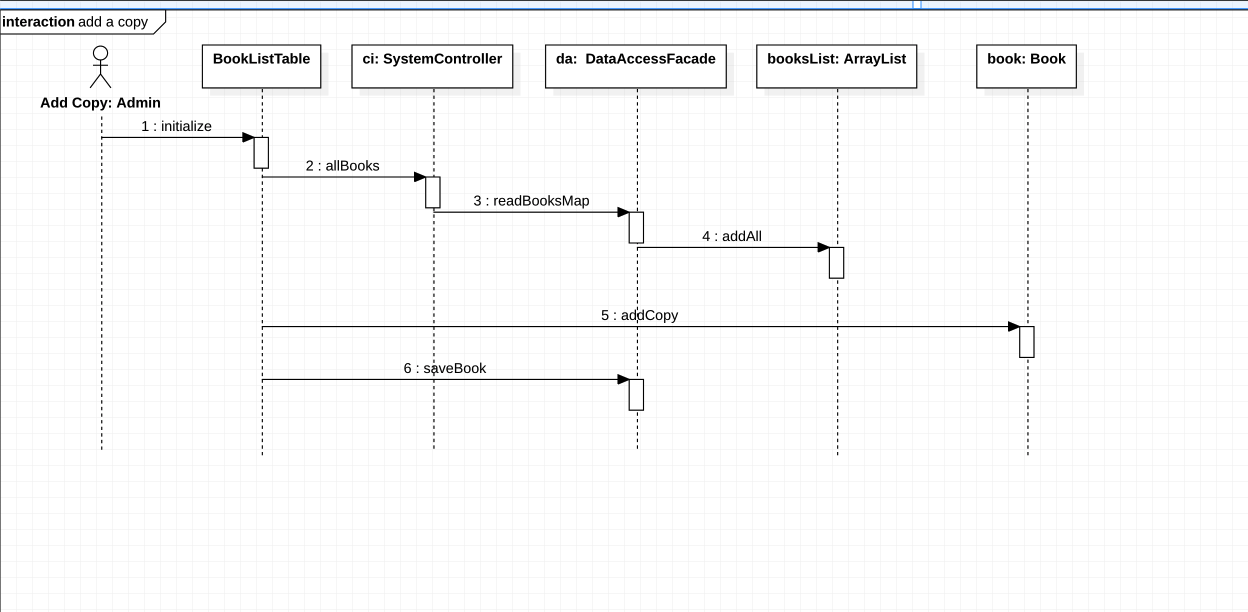 interaction add a copy
BookListTable
ci: SystemController
da: DataAccessFacade
booksList: ArrayList
book: Book
Add Copy: Admin
1 : initialize
2 : allBooks
3 : readBooksMap
4 : addAll
5 : addCopy
6 : saveBook